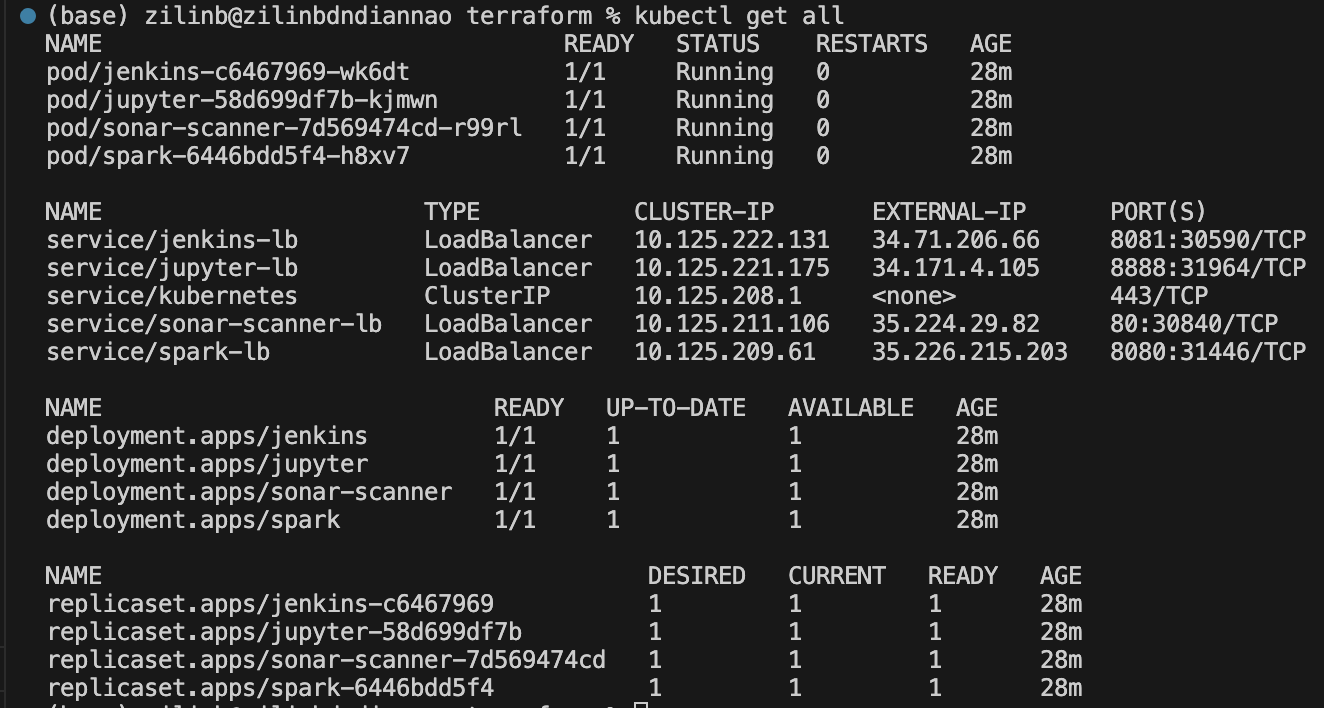 (base) zilinb@zilinbdndiannao terraform % kubectl get all
NAME READY STATUS RESTARTS AGE
pod/jenkins-c6467969-wk6dt 1/1 Running 0 28m
pod/jupyter-58d699df7b-kjmwn 1/1 Running 0 28m
pod/sonar-scanner-7d569474cd-r99rl 1/1 Running 0 28m
pod/spark-6446bdd5f4-h8xv7 1/1 Running 0 28m
NAME TYPE CLUSTER-IP EXTERNAL-IP PORT(S)
service/jenkins-lb LoadBalancer 10.125.222.131 34.71.206.66 8081:30590/TCP
service/jupyter-lb LoadBalancer 10.125.221.175 34.171.4.105 8888:31964/TCP
service/kubernetes ClusterIP 10.125.208.1 <none> 443/TCP
service/sonar-scanner-lb LoadBalancer 10.125.211.106 35.224.29.82 80:30840/TCP
service/spark-lb LoadBalancer 10.125.209.61 35.226.215.203 8080:31446/TCP
NAME READY UP-TO-DATE AVAILABLE AGE
deployment.apps/jenkins 1/1 1 1 28m
deployment.apps/jupyter 1/1 1 1 28m
deployment.apps/sonar-scanner 1/1 1 1 28m
deployment.apps/spark 1/1 1 1 28m
NAME DESIRED CURRENT READY AGE
replicaset.apps/jenkins-c6467969 1 1 1 28m
replicaset.apps/jupyter-58d699df7b 1 1 1 28m
replicaset.apps/sonar-scanner-7d569474cd 1 1 1 28m
replicaset.apps/spark-6446bdd5f4 1 1 1 28m